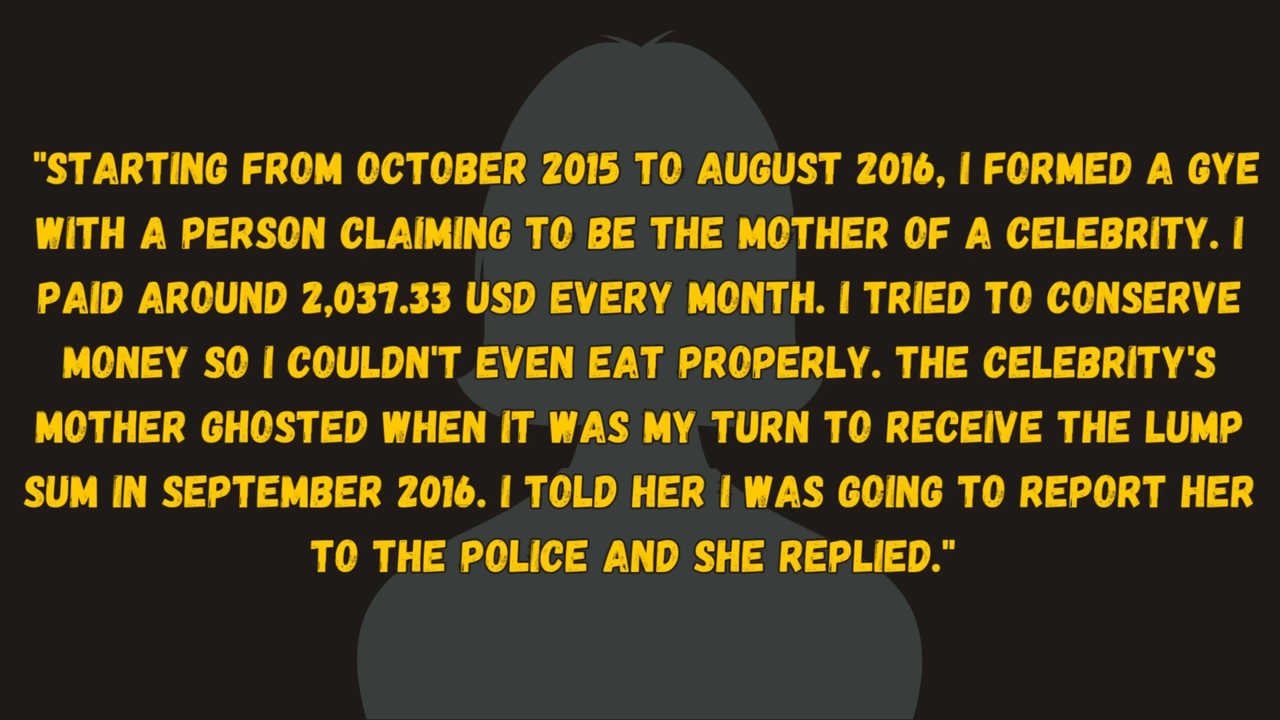 "STARTING FROM OCTOBER 2015 TO AUGUST 2016, I FORMED A GYE
WITH A PERSON CLAIMING TO BE THE MOTHER OF A CELEBRITY. I
PAID AROUND 2,037.33 USD EVERY MONTH. I TRIED TO CONSERVE
MONEY SO I COULDN'T EVEN EAT PROPERLY. THE CELEBRITY'S
MOTHER GHOSTED WHEN IT WAS MY TURN TO RECEIVE THE LUMP
SUM IN SEPTEMBER 2016. I TOLD HER I WAS GOING TO REPORT HER
TO THE POLICE AND SHE REPLIED."